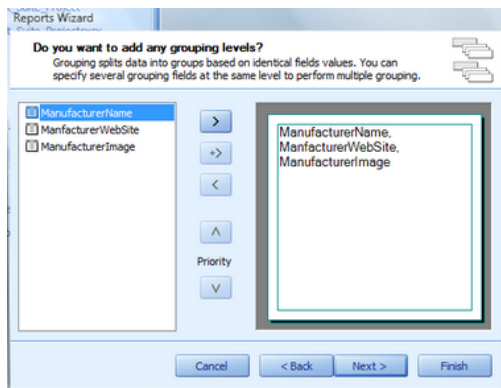 Reports Wizard
Do you want to add any grouping levels?
Grouping splits data into groups based on identical fields values. You can
specify several grouping fields at the same level to perform multiple grouping.
ManufacturerName
ManfacturerWebSite
ManufacturerImage
>
+>
<
Λ
Priority
V
ManufacturerName,
ManfacturerWebSite,
ManufacturerImage
Cancel
< Back
Next >
Finish